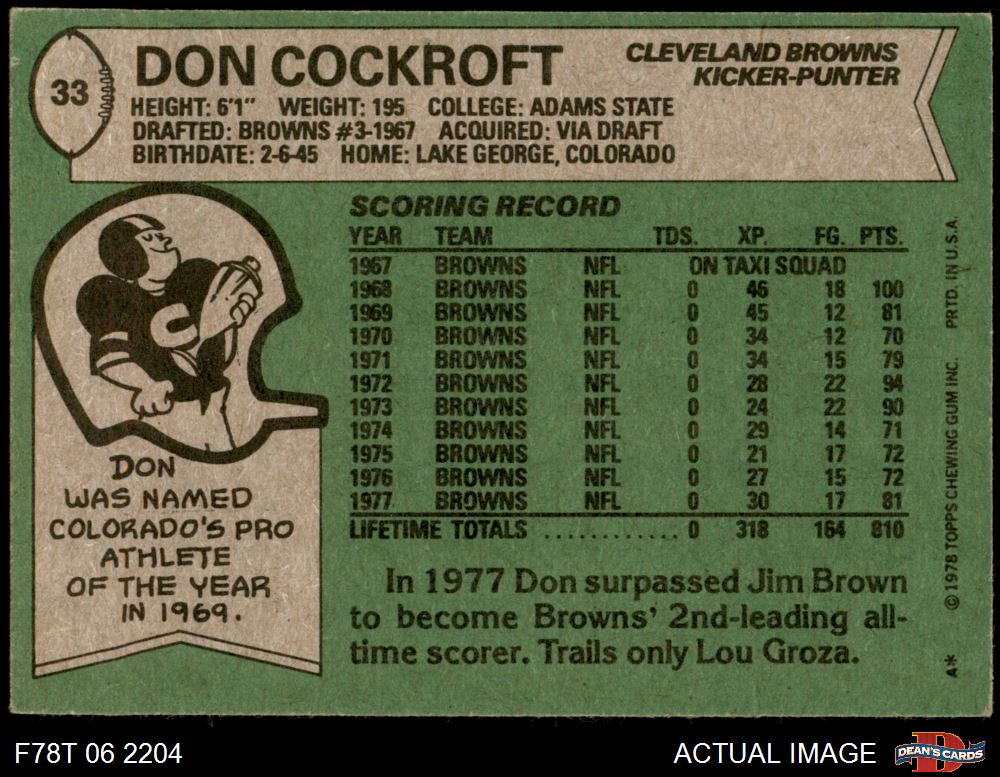 33
DON COCKROFT
CLEVELAND BROWNS
KICKER-PUNTER
HEIGHT: 6'1" WEIGHT: 195 COLLEGE: ADAMS STATE
DRAFTED: BROWNS #3-1967 ACQUIRED: VIA DRAFT
BIRTHDATE: 2-6-45 HOME: LAKE GEORGE, COLORADO
C
DON
WAS NAMED
COLORADO'S PRO
ATHLETE
OF THE YEAR
IN 1969.
SCORING RECORD
YEAR TEAM TDS. XP. FG. PTS.
1967 BROWNS NFL ON TAXI SQUAD
1968 BROWNS NFL 0 46 18 100
1969 BROWNS NFL 0 45 12 81
1970 BROWNS NFL 0 34 12 70
1971 BROWNS NFL 0 34 15 79
1972 BROWNS NFL 0 28 22 94
1973 BROWNS NFL 0 24 22 90
1974 BROWNS NFL 0 29 14 71
1975 BROWNS NFL 0 21 17 72
1976 BROWNS NFL 0 27 15 72
1977 BROWNS NFL 0 30 17 81
LIFETIME TOTALS ............ 0 318 164 810
In 1977 Don surpassed Jim Brown
to become Browns' 2nd-leading all-
time scorer. Trails only Lou Groza.
A* © 1978 TOPPS CHEWING GUM INC. PRTD. IN U.S.A.
F78T 06 2204
ACTUAL IMAGE
D
DEAN'S CARDS